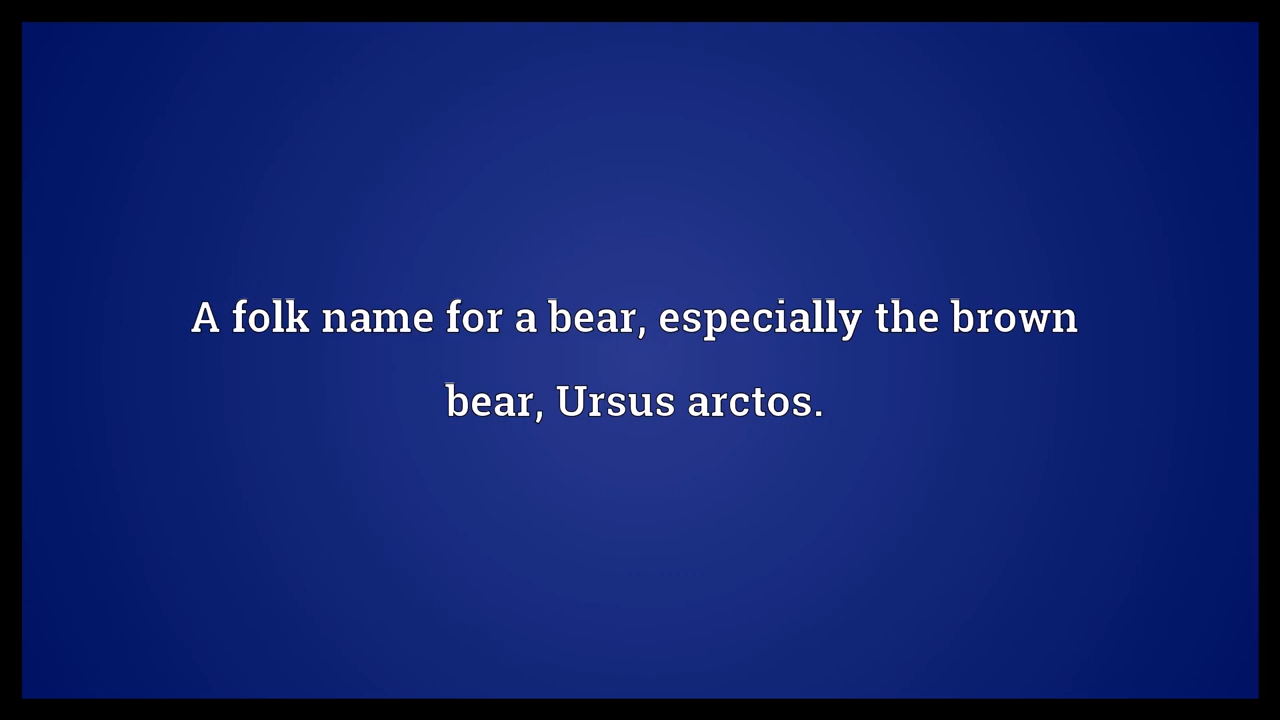 A folk name for a bear, especially the brown
bear, Ursus arctos.